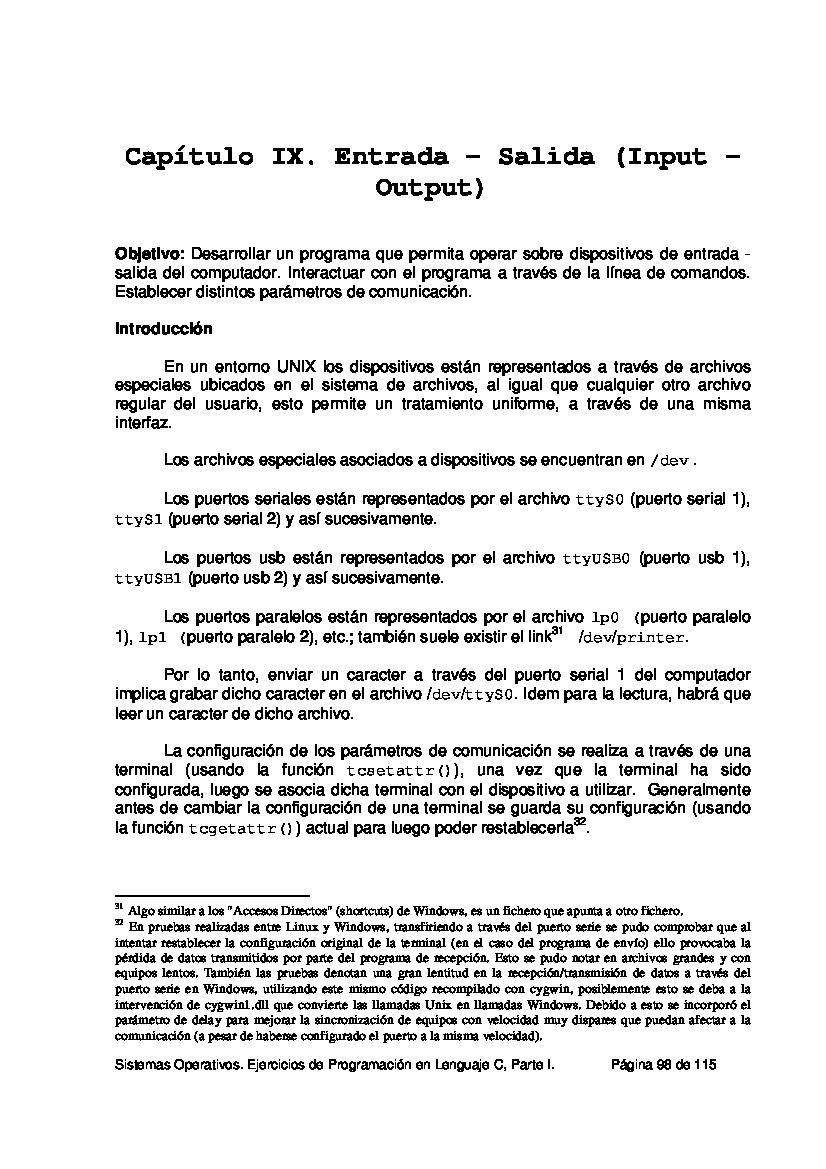 Capítulo IX. Entrada – Salida (Input –
Output)
Objetivo: Desarrollar un programa que permita operar sobre dispositivos de entrada -
salida del computador. Interactuar con el programa a través de la línea de comandos.
Establecer distintos parámetros de comunicación.
Introducción
En un entorno UNIX los dispositivos están representados a través de archivos
especiales ubicados en el sistema de archivos, al igual que cualquier otro archivo
regular del usuario, esto permite un tratamiento uniforme, a través de una misma
interfaz.
Los archivos especiales asociados a dispositivos se encuentran en /dev.
Los puertos seriales están representados por el archivo ttyS0 (puerto serial 1),
ttyS1 (puerto serial 2) y así sucesivamente.
Los puertos usb están representados por el archivo ttyUSB0 (puerto usb 1),
ttyUSB1 (puerto usb 2) y así sucesivamente.
Los puertos paralelos están representados por el archivo lp0 (puerto paralelo
1), lp1 (puerto paralelo 2), etc.; también suele existir el link31 /dev/printer.
Por lo tanto, enviar un caracter a través del puerto serial 1 del computador
implica grabar dicho caracter en el archivo /dev/ttyS0. Idem para la lectura, habrá que
leer un caracter de dicho archivo.
La configuración de los parámetros de comunicación se realiza a través de una
terminal (usando la función tcsetattr()), una vez que la terminal ha sido
configurada, luego se asocia dicha terminal con el dispositivo a utilizar. Generalmente
antes de cambiar la configuración de una terminal se guarda su configuración (usando
la función tcgetattr()) actual para luego poder restablecerla32.
31 Algo similar a los "Accesos Directos" (shortcuts) de Windows, es un fichero que apunta a otro fichero.
32 En pruebas realizadas entre Linux y Windows, transfiriendo a través del puerto serie se pudo comprobar que al
intentar restablecer la configuración original de la terminal (en el caso del programa de envío) ello provocaba la
pérdida de datos transmitidos por parte del programa de recepción. Esto se pudo notar en archivos grandes y con
equipos lentos. También las pruebas denotan una gran lentitud en la recepción/transmisión de datos a través del
puerto serie en Windows, utilizando este mismo código recompilado con cygwin, posiblemente esto se deba a la
intervención de cygwin1.dll que convierte las llamadas Unix en llamadas Windows. Debido a esto se incorporó el
parámetro de delay para mejorar la sincronización de equipos con velocidad muy dispares que puedan afectar a la
comunicación (a pesar de haberse configurado el puerto a la misma velocidad).
Sistemas Operativos. Ejercicios de Programación en Lenguaje C, Parte I. Página 98 de 115